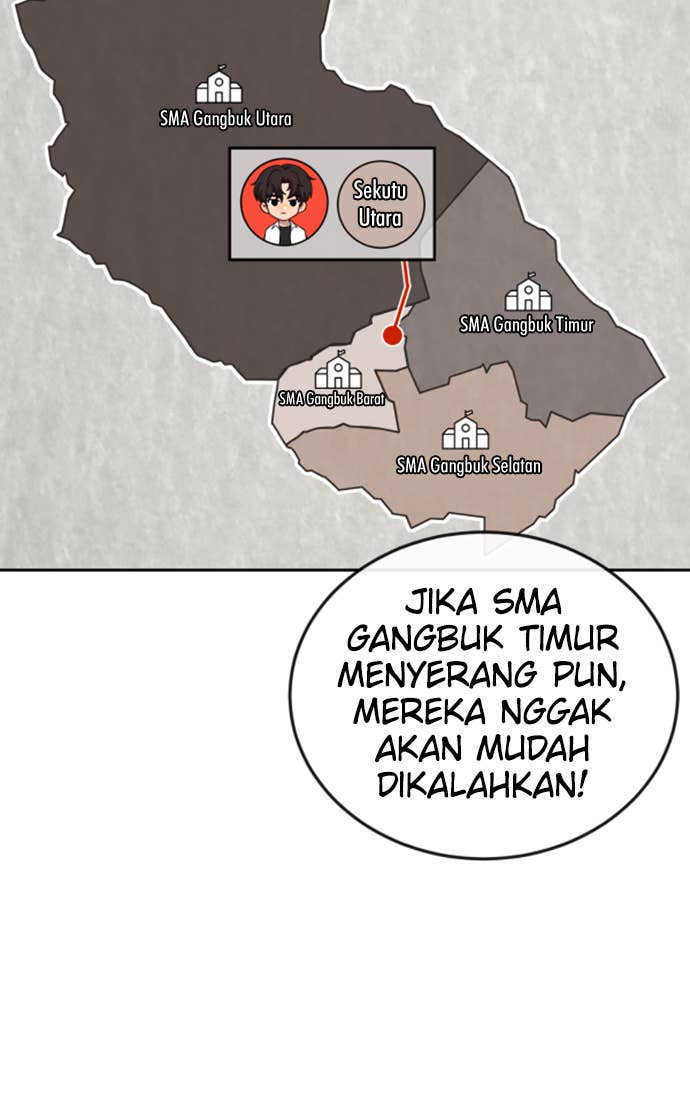 SMA Gangbuk Utara
Sekutu
Utara
SMA Gangbuk Timur
SMA Gangbuk Barat
SMA Gangbuk Selatan
JIKA SMA
GANGBUK TIMUR
MENYERANG PUN,
MEREKA NGGAK
AKAN MUDAH
DIKALAHKAN!